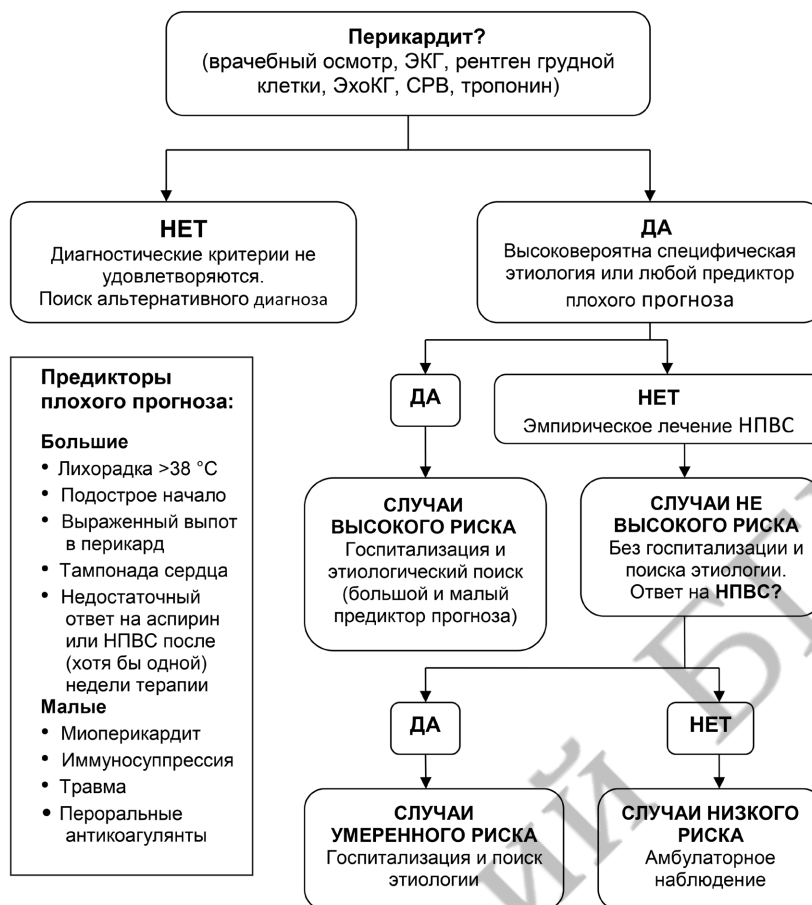 Перикардит?
(врачебный осмотр, ЭКГ, рентген грудной
клетки, ЭхоКГ, СРВ, тропонин)
НЕТ
Диагностические критерии не
удовлетворяются.
Поиск альтернативного диагноза
ДА
Высоковероятна специфическая
этиология или любой предиктор
плохого прогноза
Предикторы
плохого прогноза:
Большие
• Лихорадка >38 °С
• Подострое начало
• Выраженный выпот
в перикард
• Тампонада сердца
• Недостаточный
ответ на аспирин
или НПВС после
(хотя бы одной)
недели терапии
Малые
• Миоперикардит
• Иммуносуппрессия
• Травма
• Пероральные
антикоагулянты
ДА
НЕТ
Эмпирическое лечение НПВС
СЛУЧАИ
ВЫСОКОГО РИСКА
Госпитализация и
этиологический поиск
(большой и малый
предиктор прогноза)
СЛУЧАИ НЕ
ВЫСОКОГО РИСКА
Без госпитализации и
поиска этиологии.
Ответ на НПВС?
ДА
НЕТ
СЛУЧАИ
УМЕРЕННОГО РИСКА
Госпитализация и поиск
этиологии
СЛУЧАИ НИЗКОГО
РИСКА
Амбулаторное
наблюдение